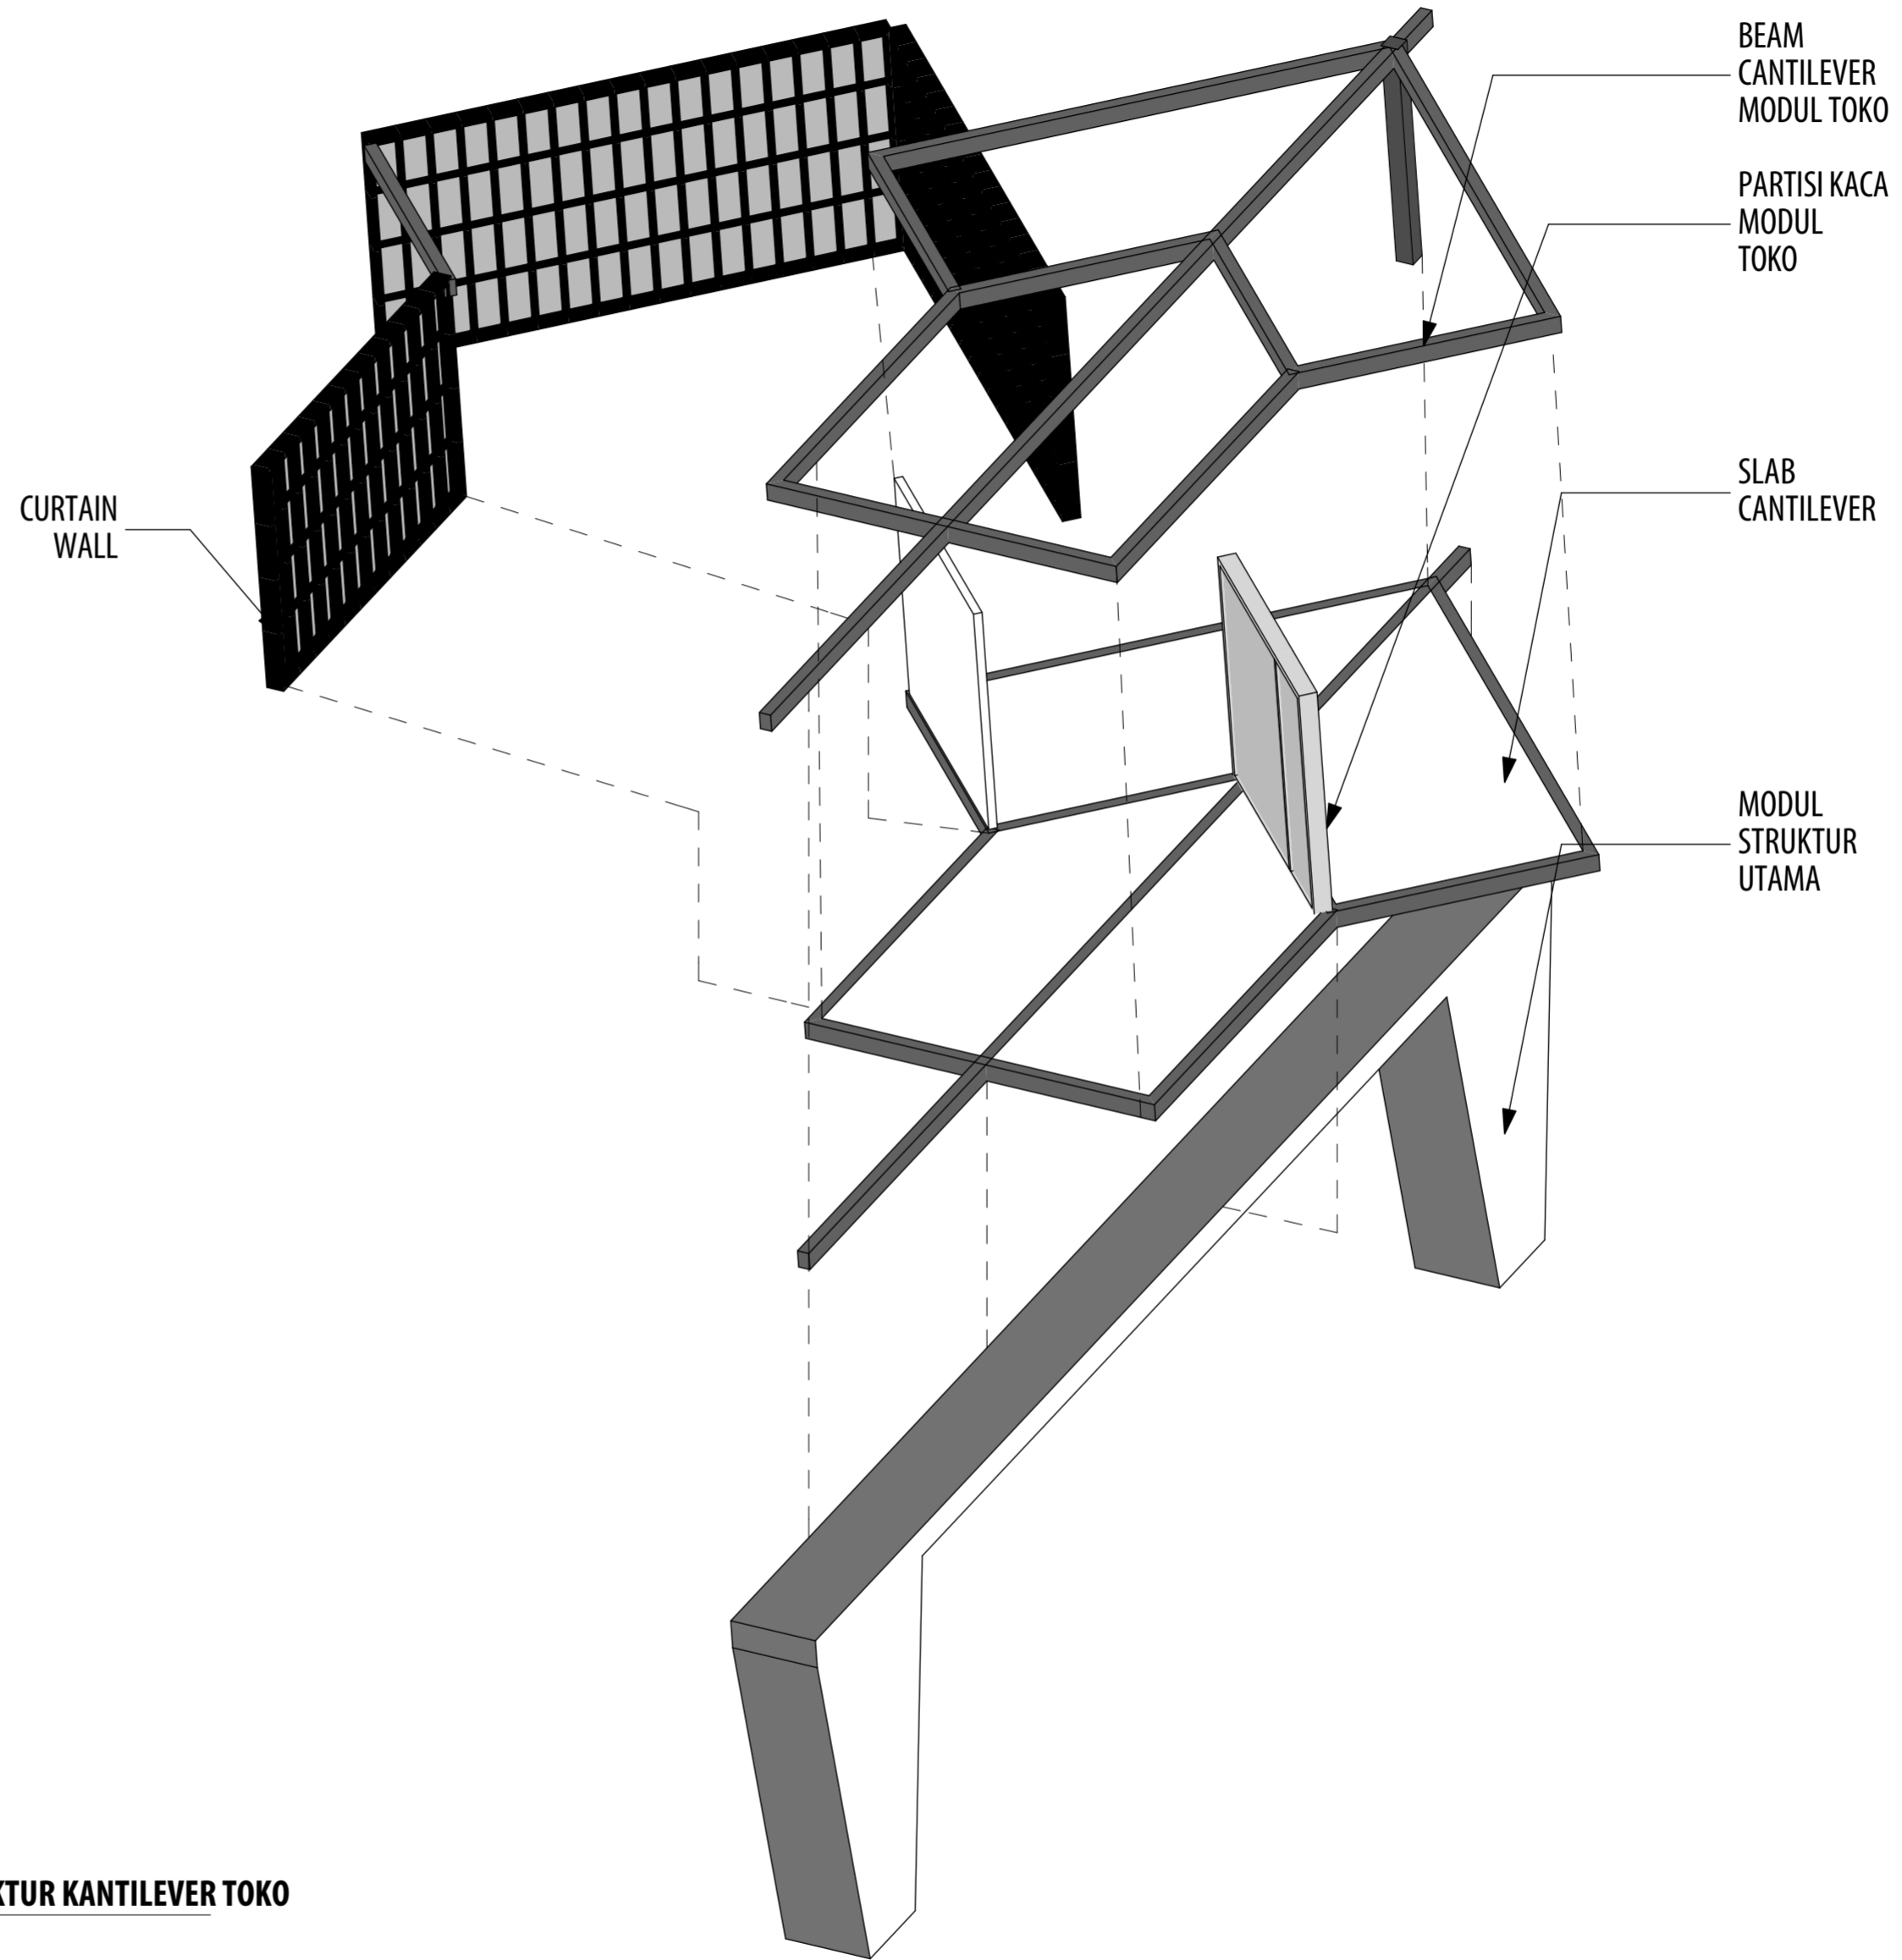 BEAM
CANTILEVER
MODUL TOKO
PARTISI KACA
MODUL
TOKO
SLAB
CANTILEVER
CURTAIN
WALL
MODUL
STRUKTUR
UTAMA
KTUR KANTILEVER TOKO